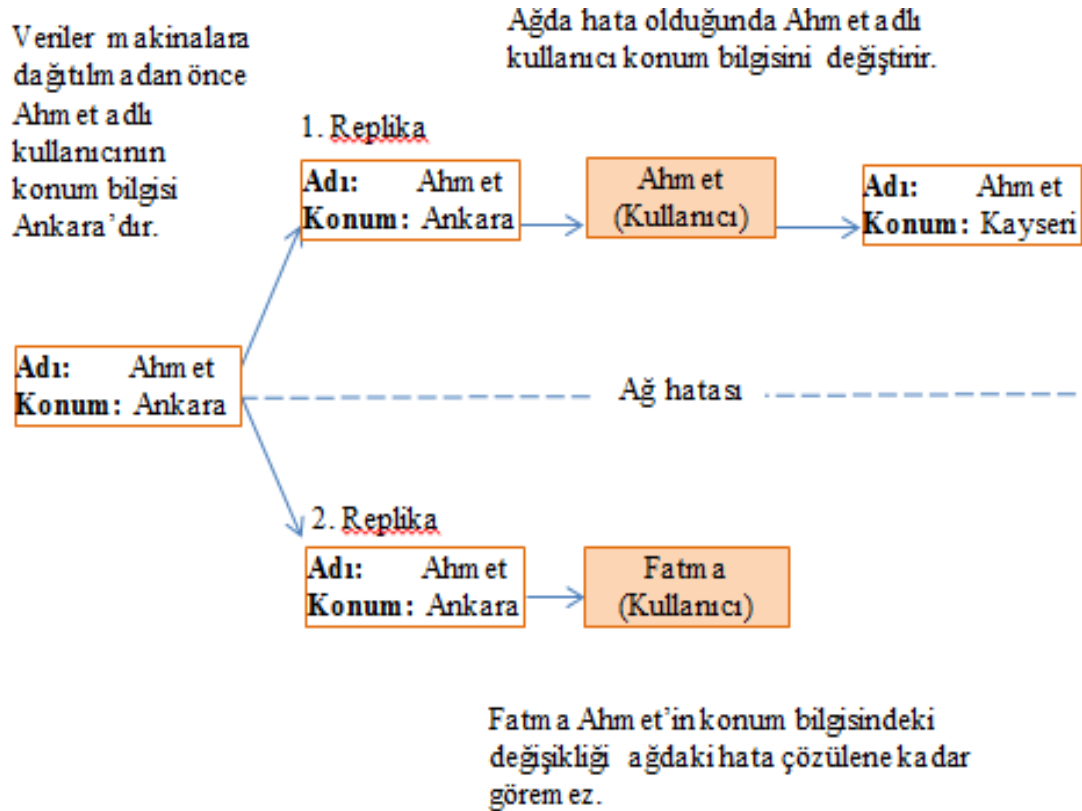 Veriler makinalara
dağıtılmadan önce
Ahmet adlı
kullanıcının
konum bilgisi
Ankara'dır.
Ağda hata olduğunda Ahmet adlı
kullanıcı konum bilgisini değiştirir.
1. Replika
Adı: Ahmet
Konum: Ankara
Ahmet
(Kullanıcı)
Adı: Ahmet
Konum: Kayseri
Adı: Ahmet
Konum: Ankara
Ağ hatası
2. Replika
Adı: Ahmet
Konum: Ankara
Fatma
(Kullanıcı)
Fatma Ahmet'in konum bilgisindeki
değişikliği ağdaki hata çözülene kadar
göremez.